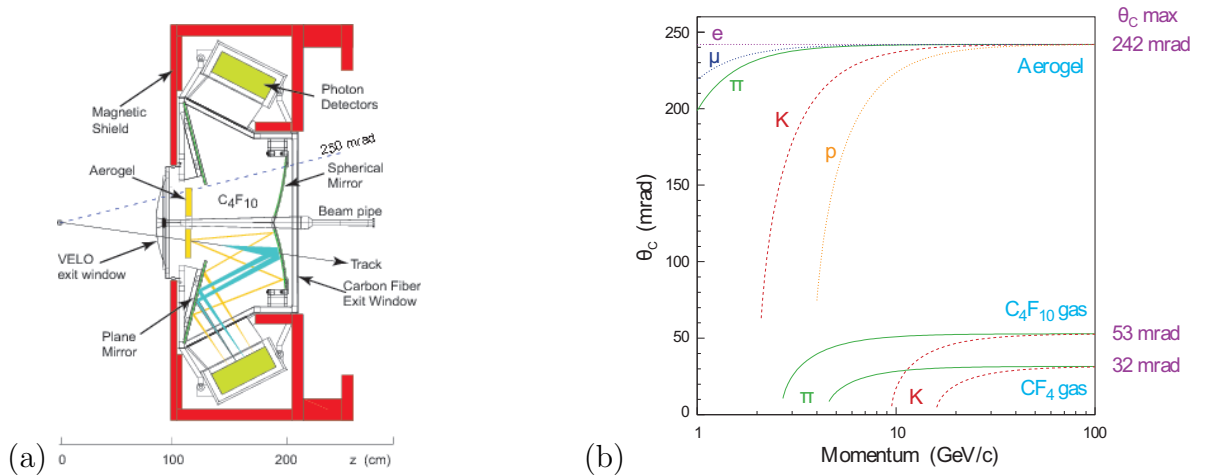 Photon
Detectors
Magnetic
Shield
250 mrad
Aerogel
Spherical
Mirror
C₄F₁₀
Beam pipe
VELO
exit window
Track
Carbon Fiber
Exit Window
Plane
Mirror
0 100 200 z (cm)
(a)
θ_C max
250
e
242 mrad
μ
Aerogel
π
200
K
p
150
θ_C (mrad)
100
C₄F₁₀ gas
53 mrad
50
32 mrad
π
K
CF₄ gas
0
1 10 100
Momentum (GeV/c)
(b)